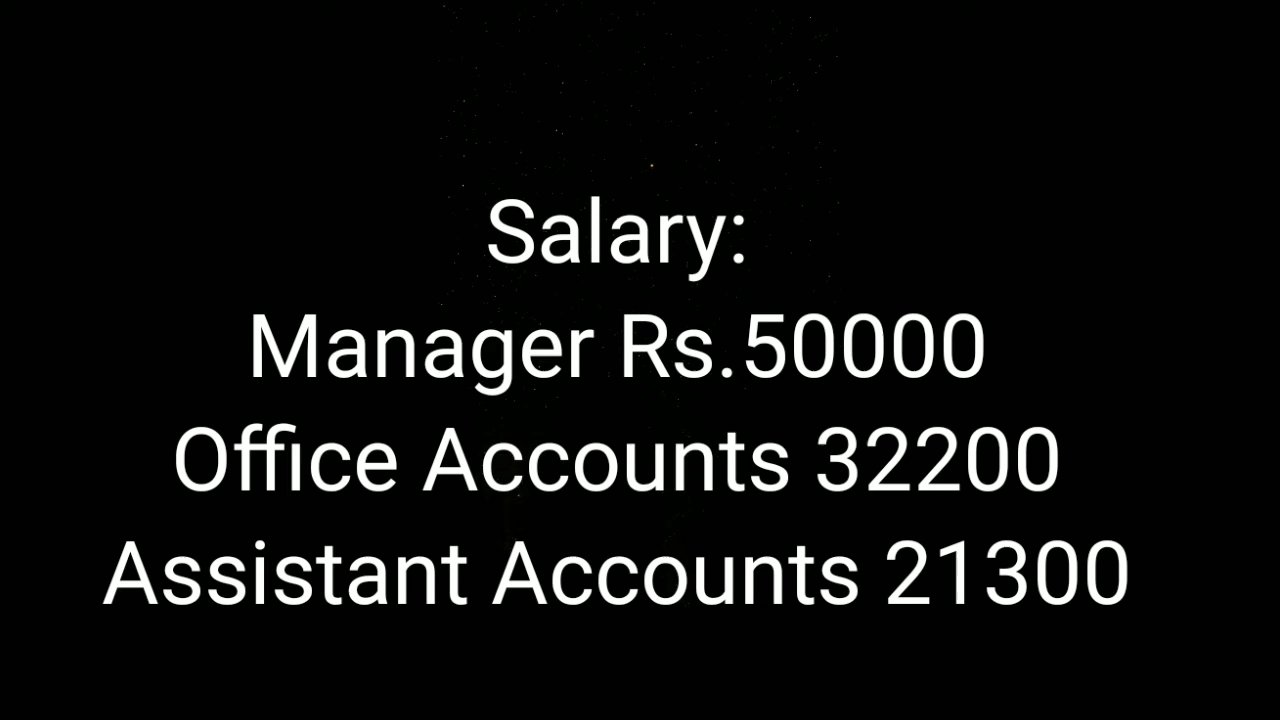 Salary:
Manager Rs.50000
Office Accounts 32200
Assistant Accounts 21300